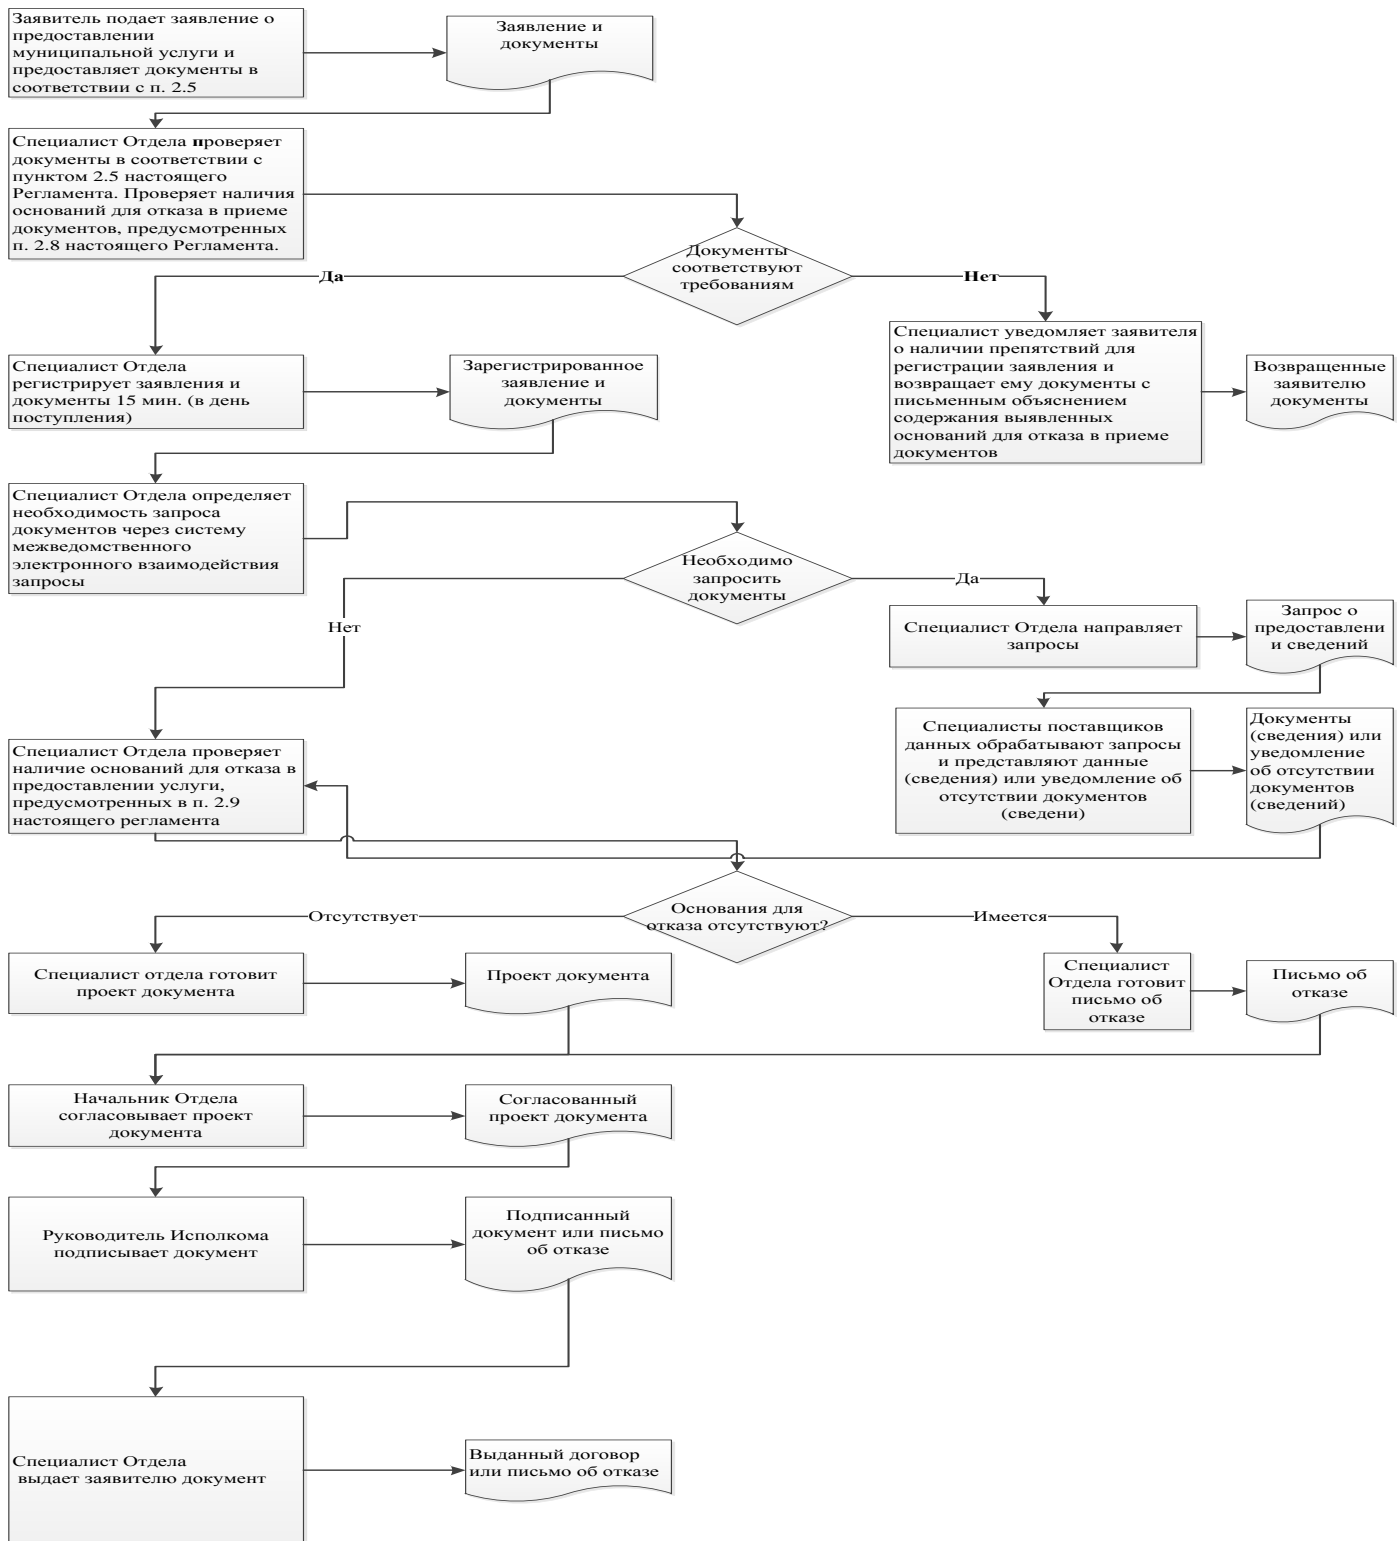 Заявитель подает заявление о
предоставлении
муниципальной услуги и
предоставляет документы в
соответствии с п. 2.5
Заявление и
документы
Специалист Отдела проверяет
документы в соответствии с
пунктом 2.5 настоящего
Регламента. Проверяет наличия
оснований для отказа в приеме
документов, предусмотренных
п. 2.8 настоящего Регламента.
Документы
соответствуют
требованиям
Да
Нет
Специалист Отдела
регистрирует заявления и
документы 15 мин. (в день
поступления)
Зарегистрированное
заявление и
документы
Специалист уведомляет заявителя
о наличии препятствий для
регистрации заявления и
возвращает ему документы с
письменным объяснением
содержания выявленных
оснований для отказа в приеме
документов
Возвращенные
заявителю
документы
Специалист Отдела определяет
необходимость запроса
документов через систему
межведомственного
электронного взаимодействия
запросы
Необходимо
запросить
документы
Да
Нет
Специалист Отдела направляет
запросы
Запрос о
предоставлени
и сведений
Специалисты поставщиков
данных обрабатывают запросы
и представляют данные
(сведения) или уведомление об
отсутствии документов
(сведени)
Документы
(сведения) или
уведомление
об отсутствии
документов
(сведений)
Специалист Отдела проверяет
наличие оснований для отказа в
предоставлении услуги,
предусмотренных в п. 2.9
настоящего регламента
Основания для
отказа отсутствуют?
Отсутствует
Имеется
Специалист отдела готовит
проект документа
Проект документа
Специалист
Отдела готовит
письмо об
отказе
Письмо об
отказе
Начальник Отдела
согласовывает проект
документа
Согласованный
проект документа
Руководитель Исполкома
подписывает документ
Подписанный
документ или письмо
об отказе
Специалист Отдела
выдает заявителю документ
Выданный договор
или письмо об отказе